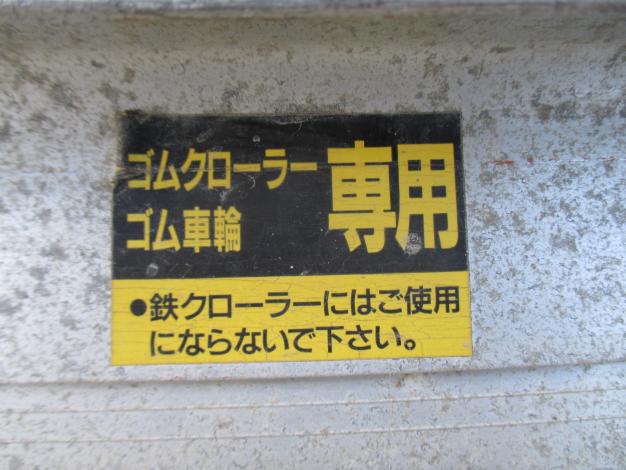 ゴムクローラー
ゴム車輪
専用
●鉄クローラーにはご使用
にならないで下さい。